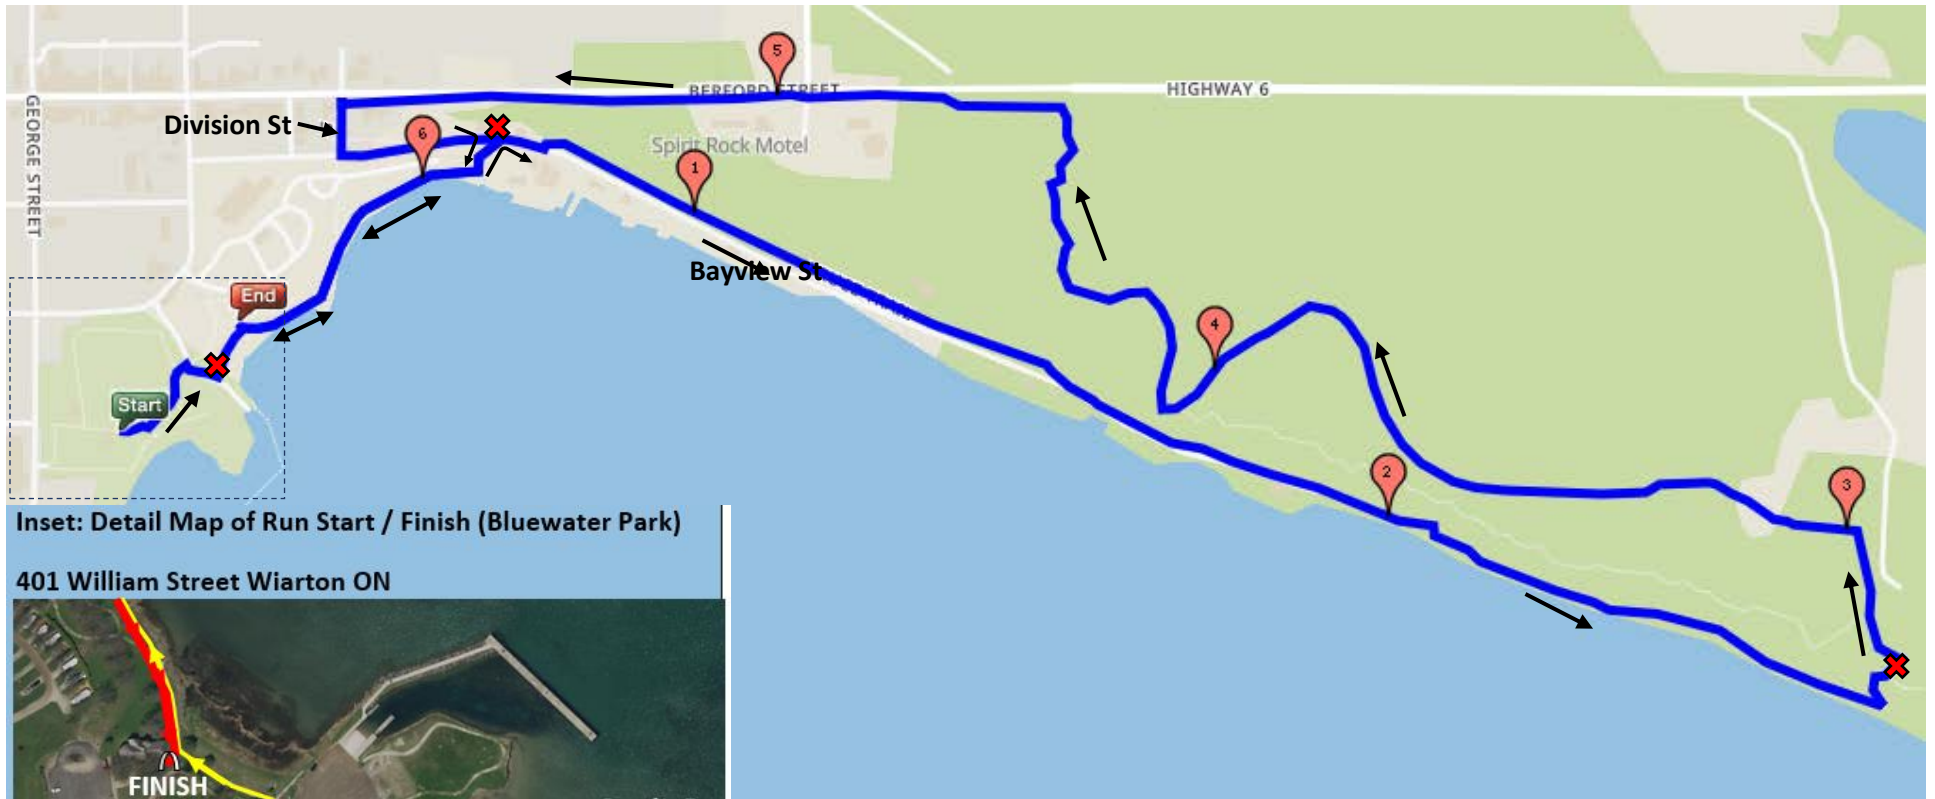 5
BERFORD STREET
HIGHWAY 6
GEORGE STREET
Division St
6
Spirit Rock Motel
1
Bayview St
End
4
Start
2
3
Inset: Detail Map of Run Start / Finish (Bluewater Park)
401 William Street Wiarton ON
FINISH